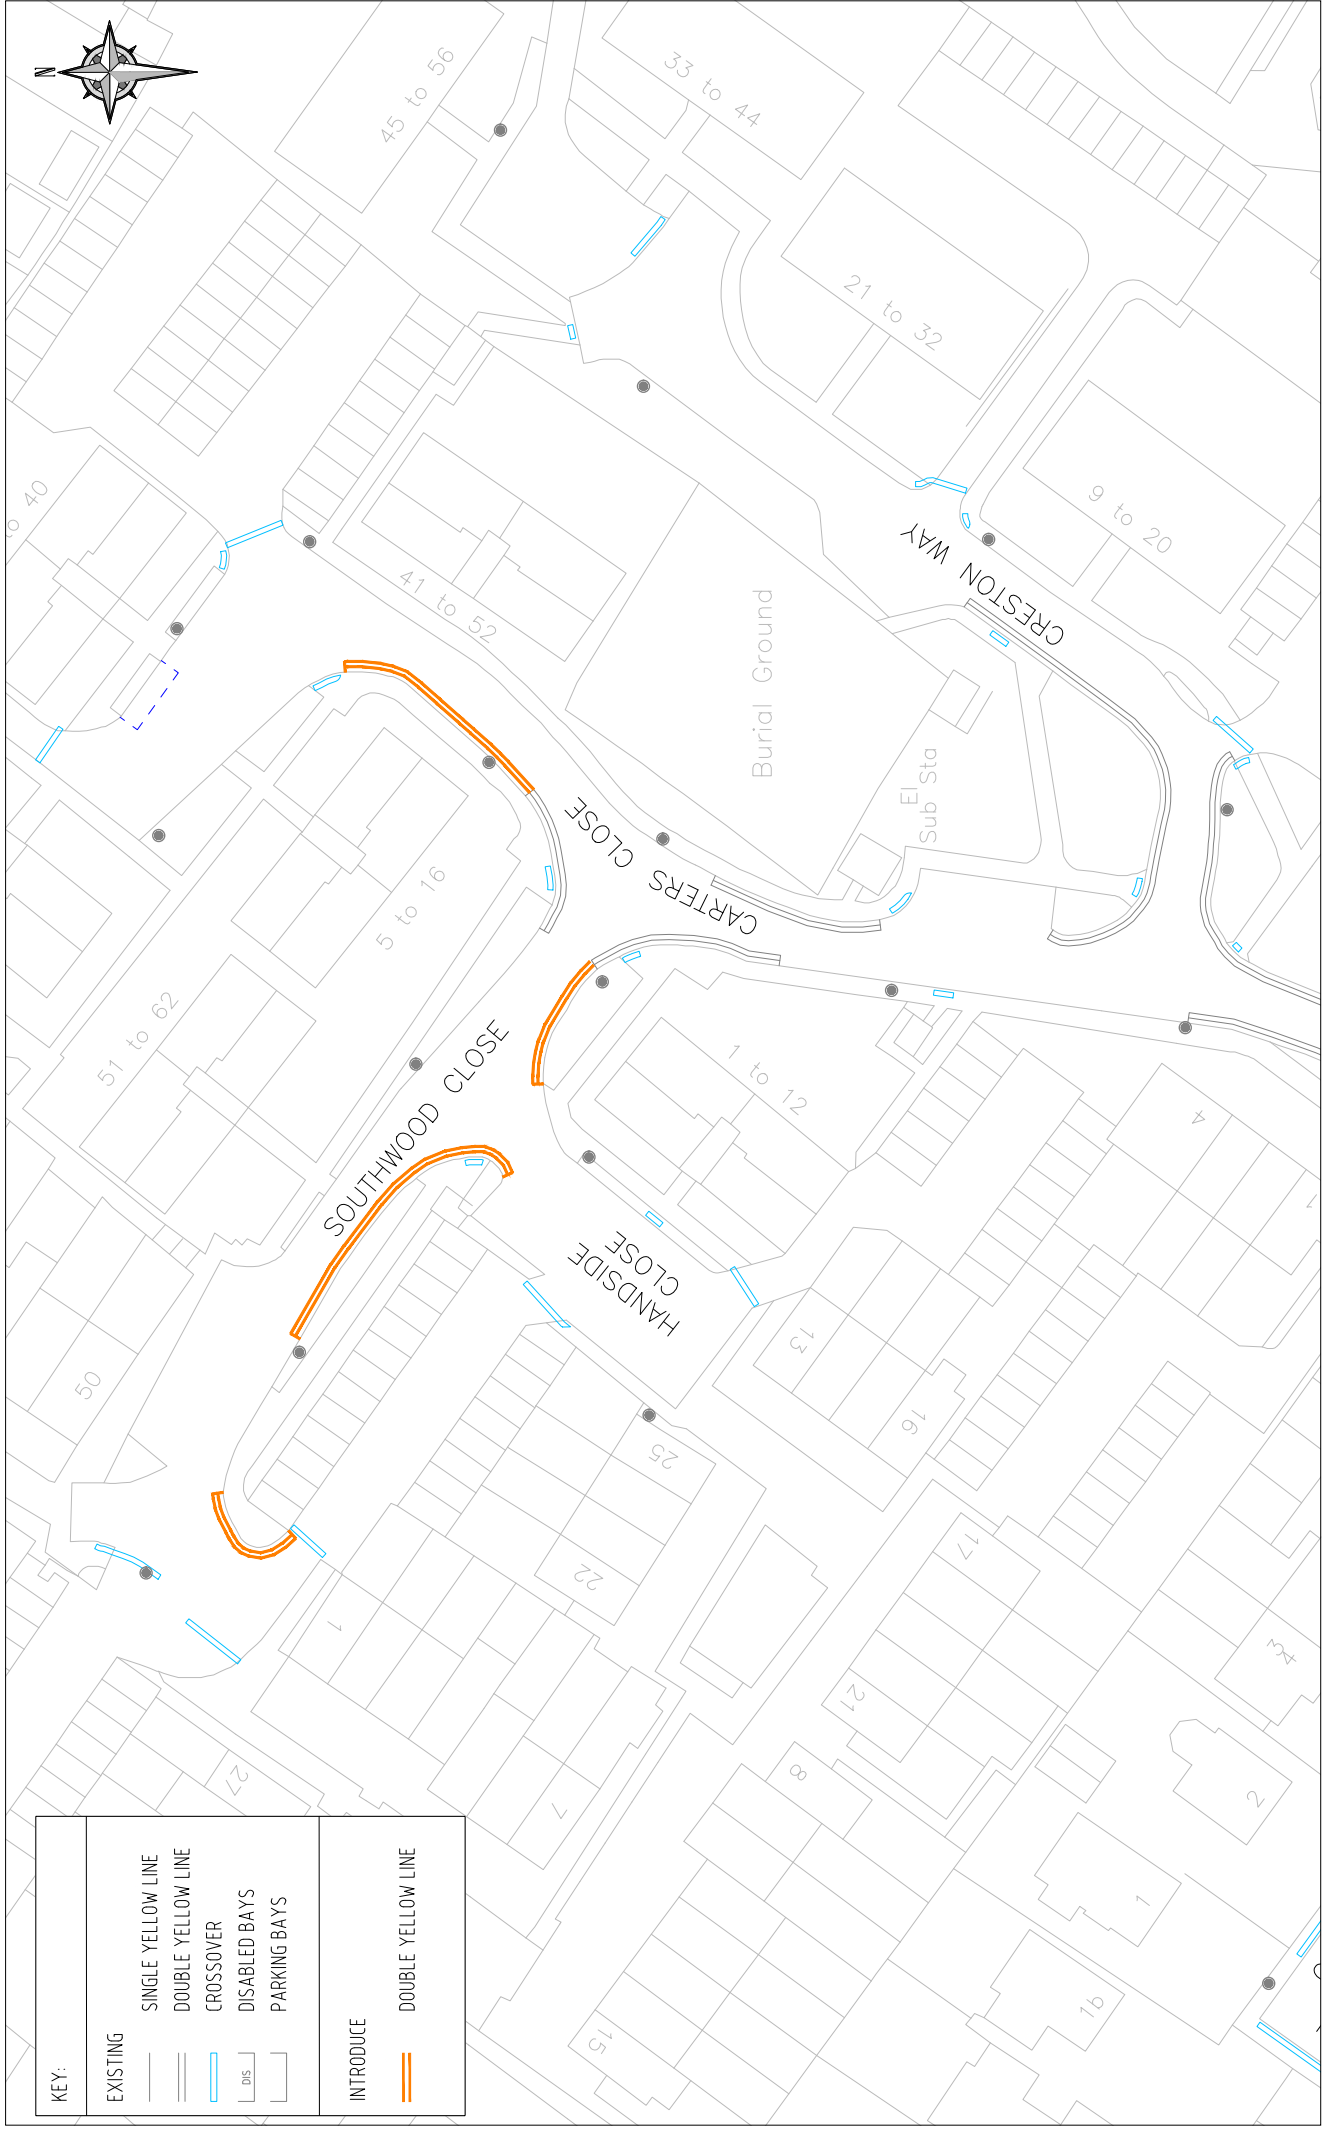 N
45 to 56
33 to 44
21 to 32
9 to 20
CRESTON WAY
to 40
41 to 52
Burial Ground
El
Sub Sta
CARTERS CLOSE
5 to 16
51 to 62
SOUTHWOOD CLOSE
1 to 12
HANDSIDE
CLOSE
50
13
16
25
22
4
1
17
21
34
2
1
1b
8
15
7
1
27
KEY:
EXISTING
SINGLE YELLOW LINE
DOUBLE YELLOW LINE
CROSSOVER
DIS
DISABLED BAYS
PARKING BAYS
INTRODUCE
DOUBLE YELLOW LINE